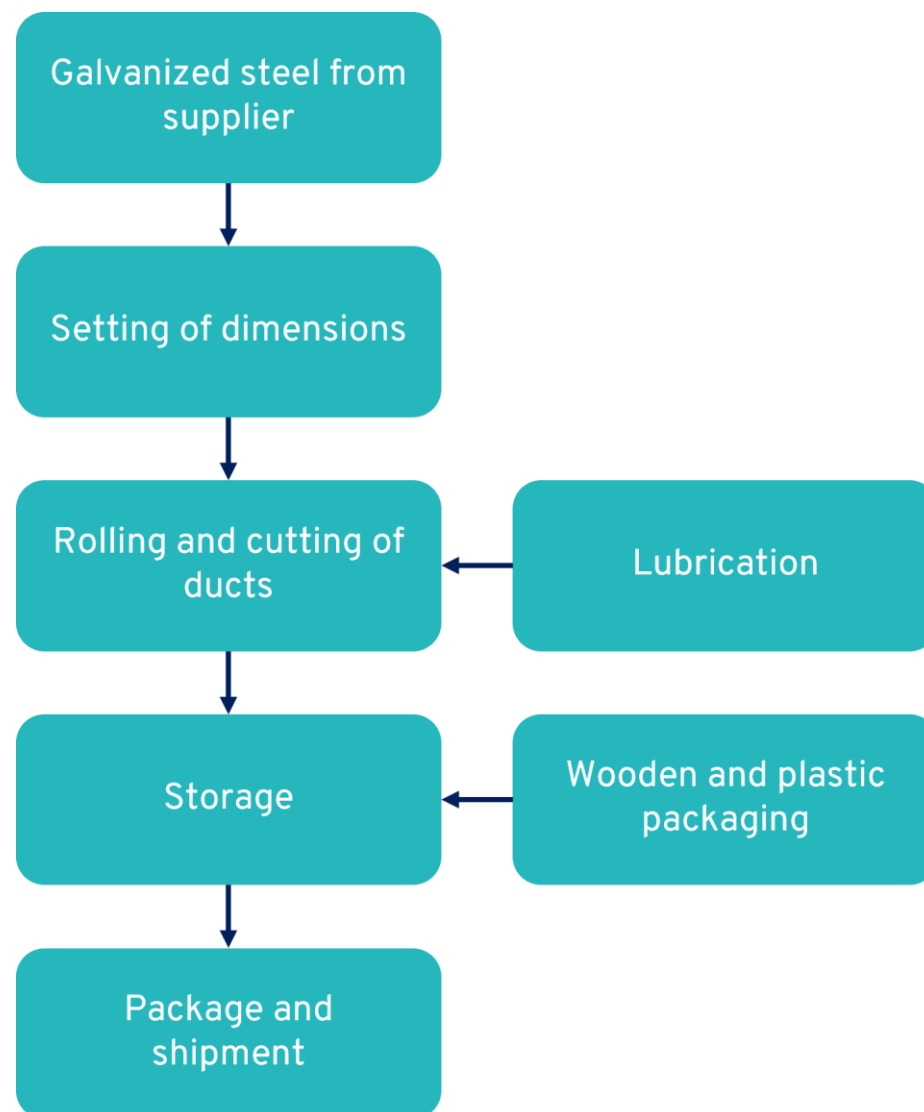 Galvanized steel from
supplier
Setting of dimensions
Rolling and cutting of
ducts
Lubrication
Storage
Wooden and plastic
packaging
Package and
shipment